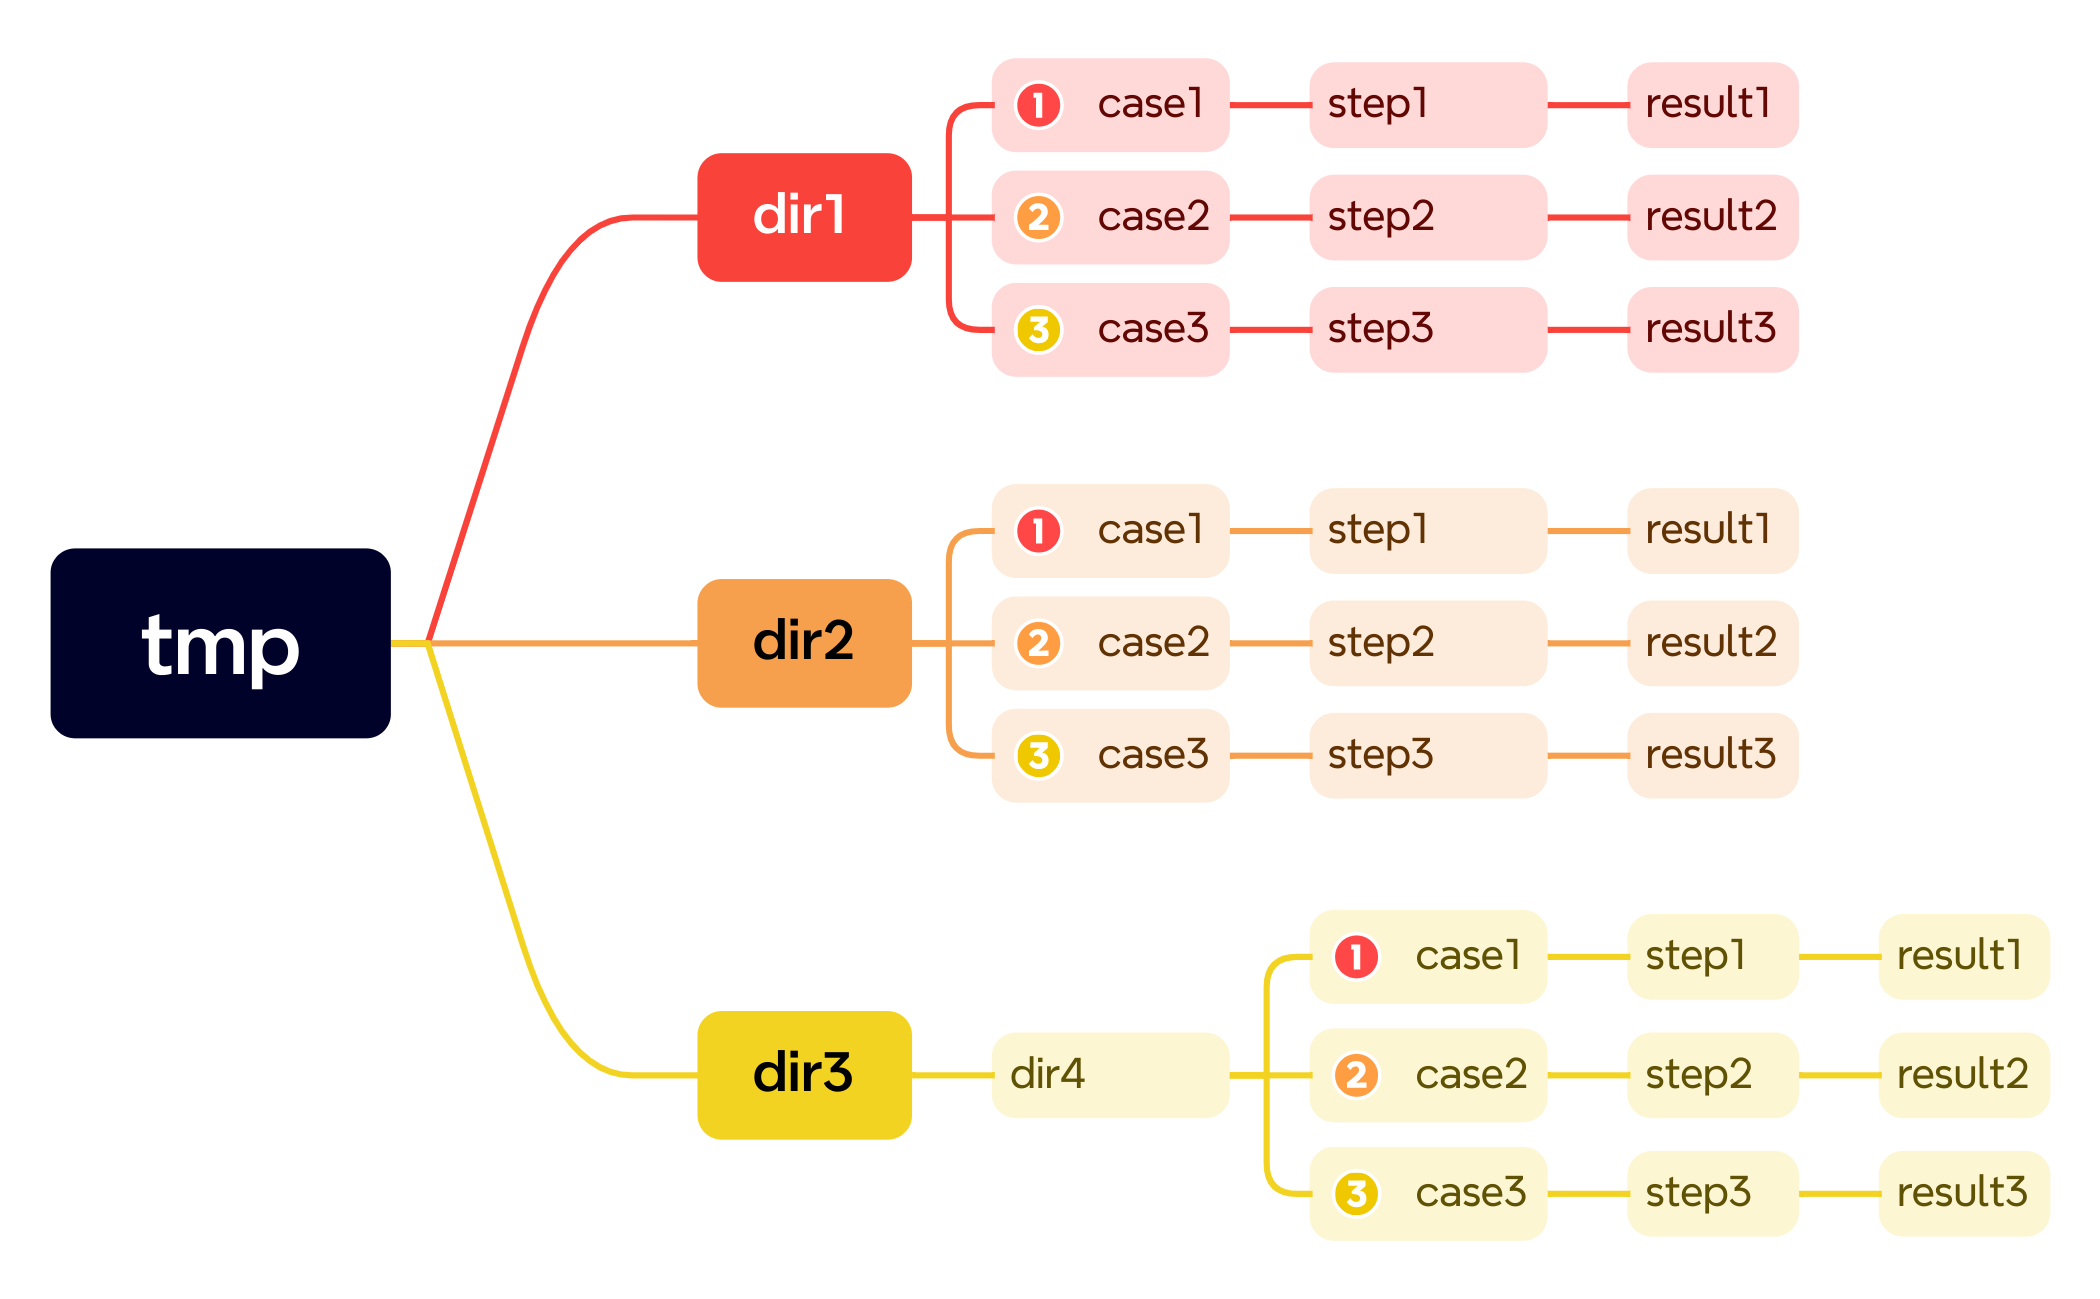 tmp
dir1
1 case1 step1 result1
2 case2 step2 result2
3 case3 step3 result3
dir2
1 case1 step1 result1
2 case2 step2 result2
3 case3 step3 result3
dir3
dir4
1 case1 step1 result1
2 case2 step2 result2
3 case3 step3 result3